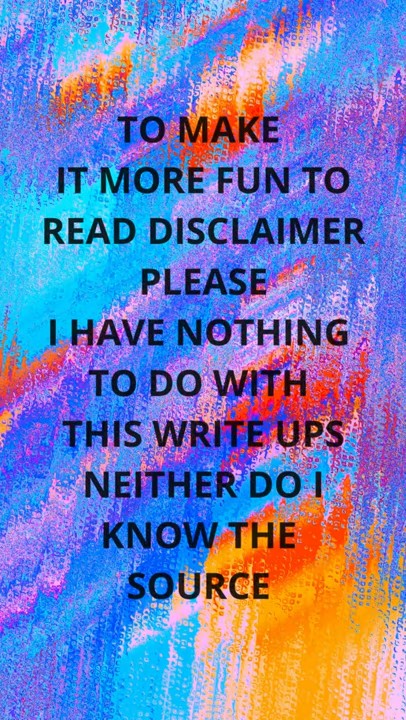 TO MAKE
IT MORE FUN TO
READ DISCLAIMER
PLEASE
I HAVE NOTHING
TO DO WITH
THIS WRITE UPS
NEITHER DO I
KNOW THE
SOURCE